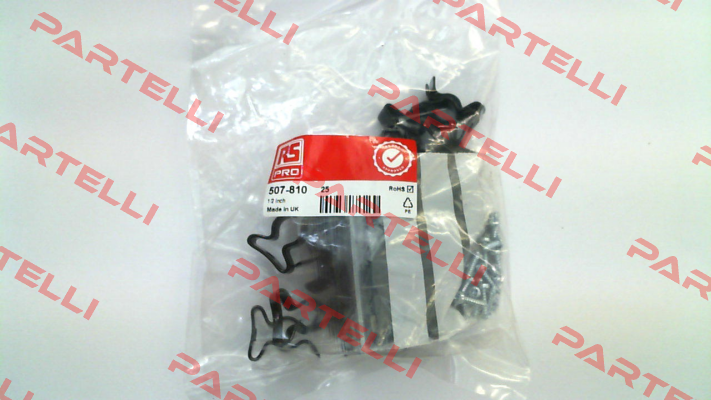 PARTELLI
PARTELLI
PARTELLI
PARTELLI
RS
PRO
507-810 25 RoHS
1/2 inch
Made in UK
PE
PARTELLI
PARTELLI
PARTELLI
PARTELLI
PARTELLI
PARTELLI